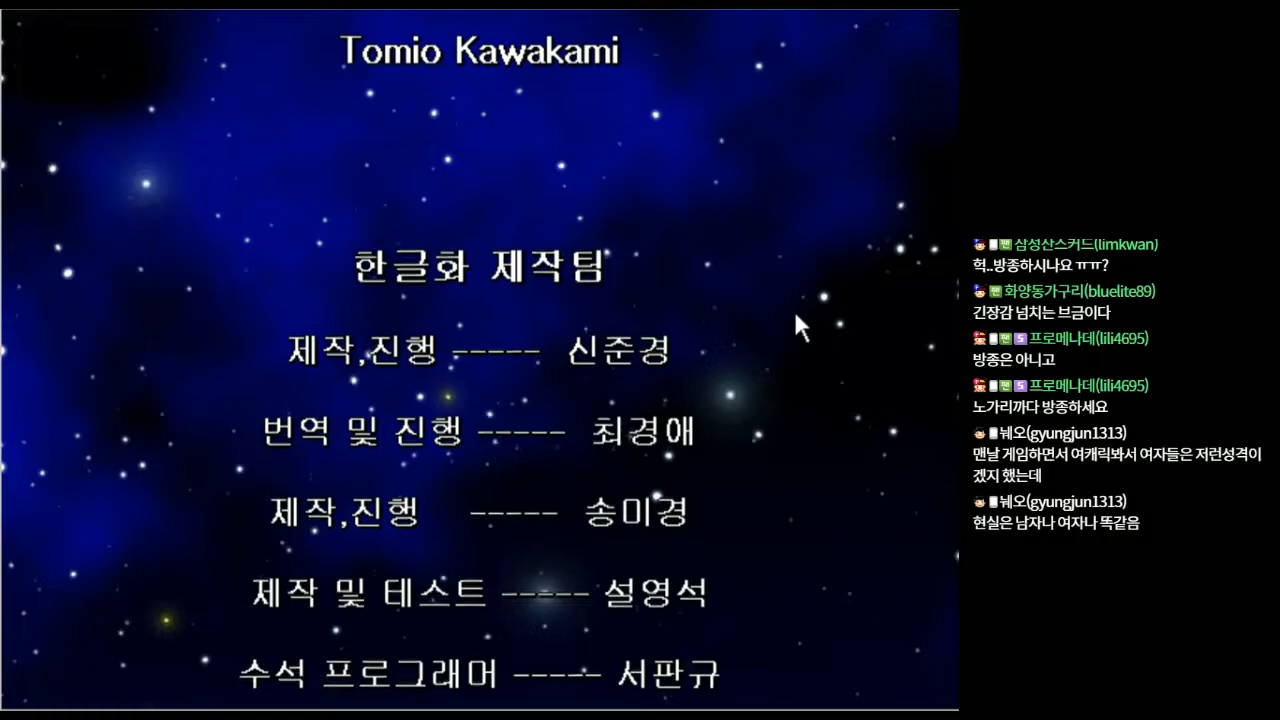 Tomio Kawakami
한글화 제작팀
제작,진행 ----- 신준경
번역 및 진행 ----- 최경애
제작,진행 ----- 송미경
제작 및 테스트 ----- 설영석
수석 프로그래머 ----- 서판규
팬 삼성산스커드(limkwan)
헉..방종하시나요 ㅠㅠ?
팬 화양동가구리(bluelite89)
긴장감 넘치는 브금이다
팬 S 프로메나데(lili4695)
방종은 아니고
팬 S 프로메나데(lili4695)
노가리까다 방종하세요
눼오(gyungjun1313)
맨날 게임하면서 여캐릭봐서 여자들은 저런성격이
겠지 했는데
눼오(gyungjun1313)
현실은 남자나 여자나 똑같음